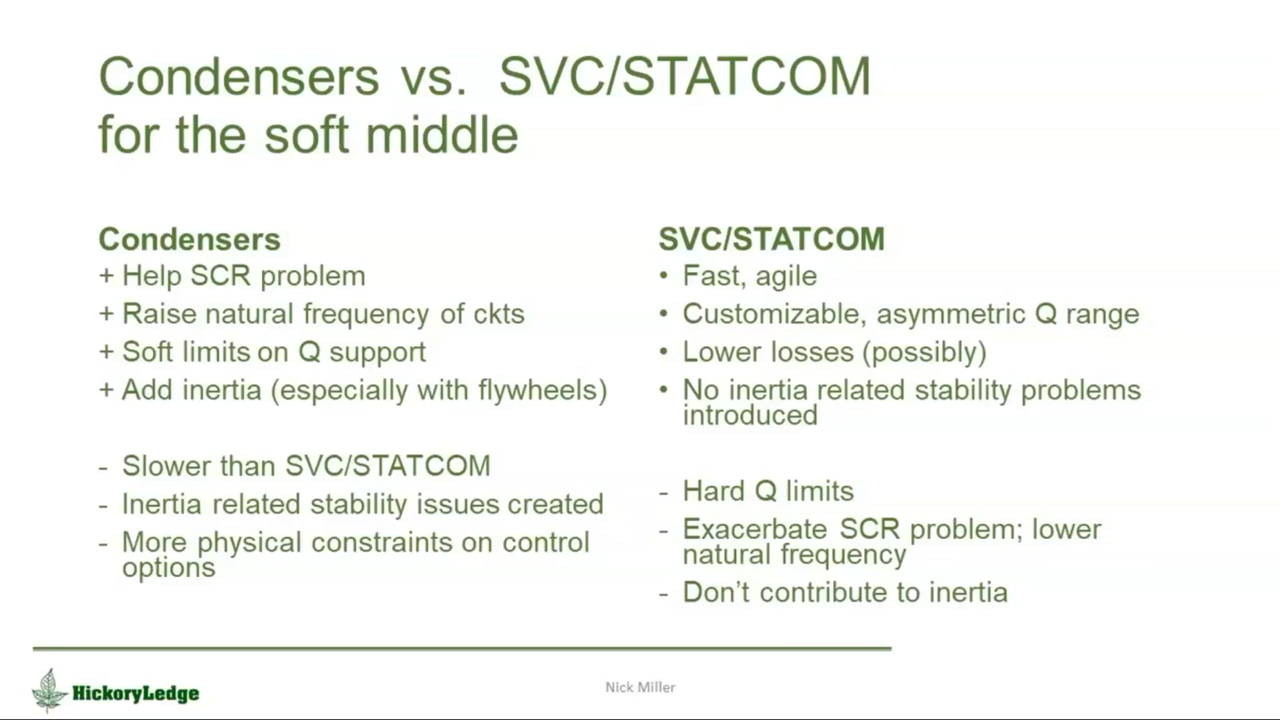 Condensers vs. SVC/STATCOM
for the soft middle
Condensers
+ Help SCR problem
+ Raise natural frequency of ckts
+ Soft limits on Q support
+ Add inertia (especially with flywheels)
- Slower than SVC/STATCOM
- Inertia related stability issues created
- More physical constraints on control
options
SVC/STATCOM
• Fast, agile
• Customizable, asymmetric Q range
• Lower losses (possibly)
• No inertia related stability problems
introduced
- Hard Q limits
- Exacerbate SCR problem; lower
natural frequency
- Don't contribute to inertia
HickoryLedge
Nick Miller